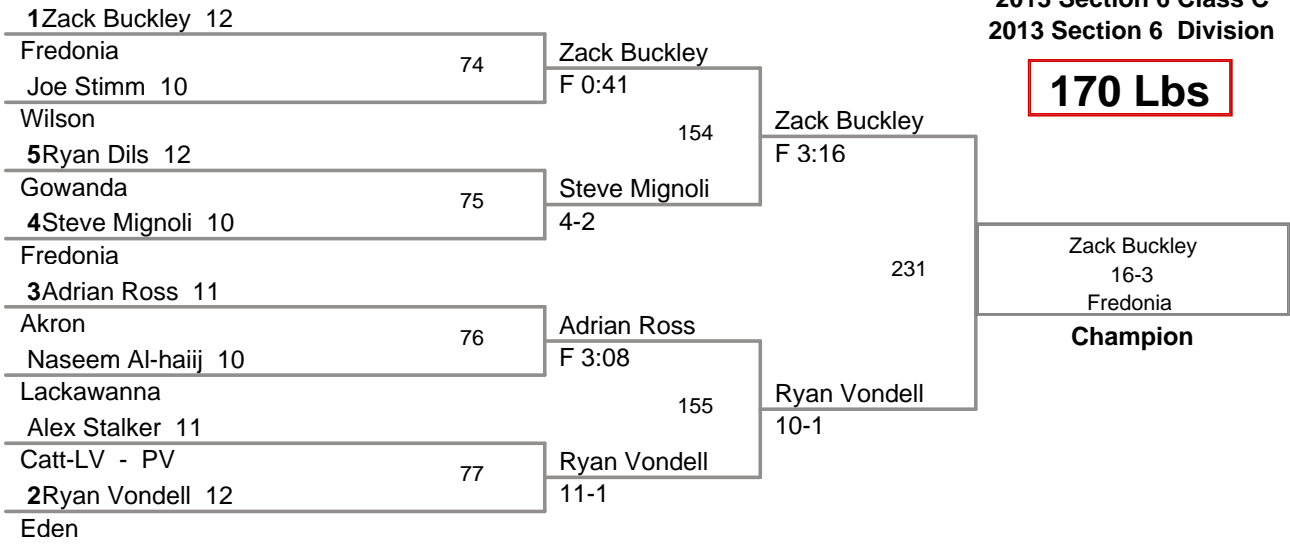 2013 Section 6 Class C
2013 Section 6 Division
170 Lbs
1Zack Buckley 12
Fredonia
Joe Stimm 10
Wilson
5Ryan Dils 12
Gowanda
4Steve Mignoli 10
Fredonia
3Adrian Ross 11
Akron
Naseem Al-haiij 10
Lackawanna
Alex Stalker 11
Catt-LV - PV
2Ryan Vondell 12
Eden
74
75
76
77
Zack Buckley
F 0:41
Steve Mignoli
4-2
Adrian Ross
F 3:08
Ryan Vondell
11-1
154
155
Zack Buckley
F 3:16
Ryan Vondell
10-1
231
Zack Buckley
16-3
Fredonia
Champion